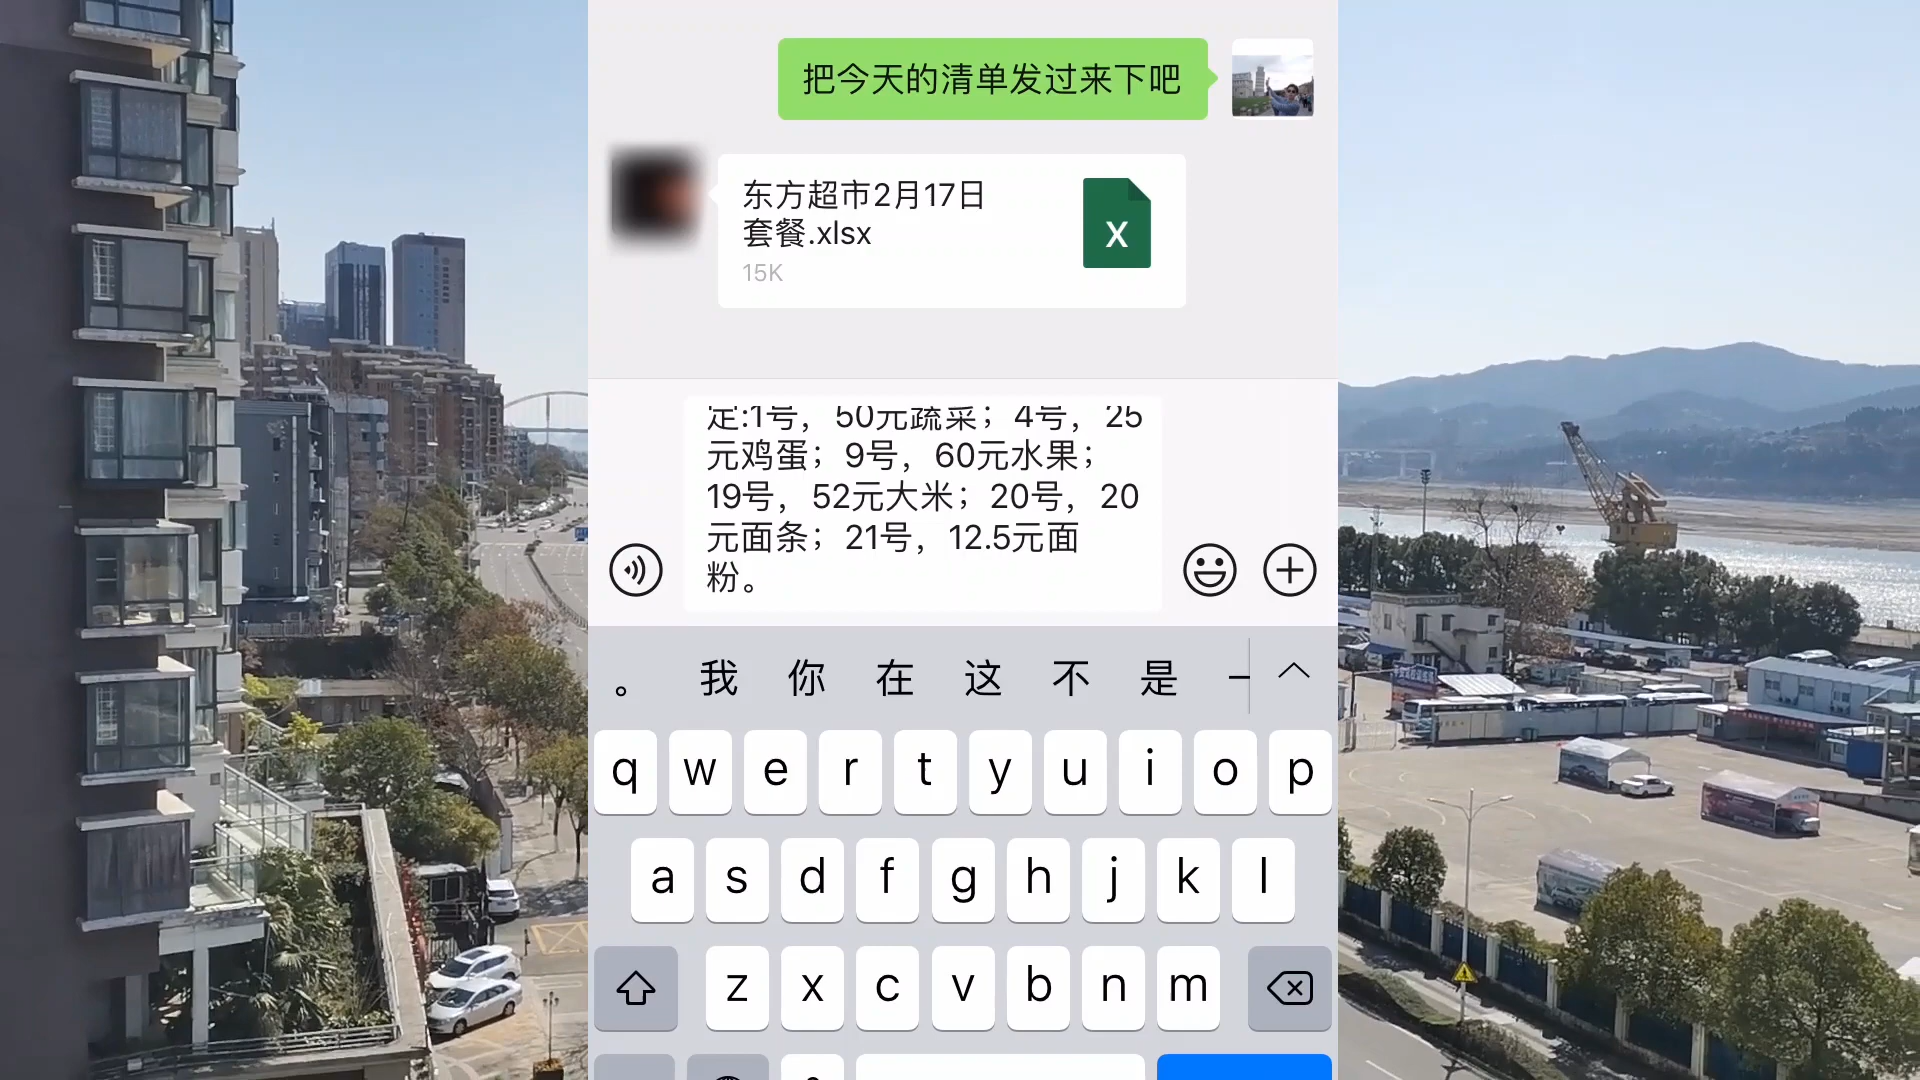 把今天的清单发过来下吧
东方超市2月17日
套餐.xlsx
15K
X
定:1号，50元蔬菜；4号，25
元鸡蛋；9号，60元水果；
19号，52元大米；20号，20
元面条；21号，12.5元面
粉。
。 我 你 在 这 不 是 一
q w e r t y u i o p
a s d f g h j k l
z x c v b n m